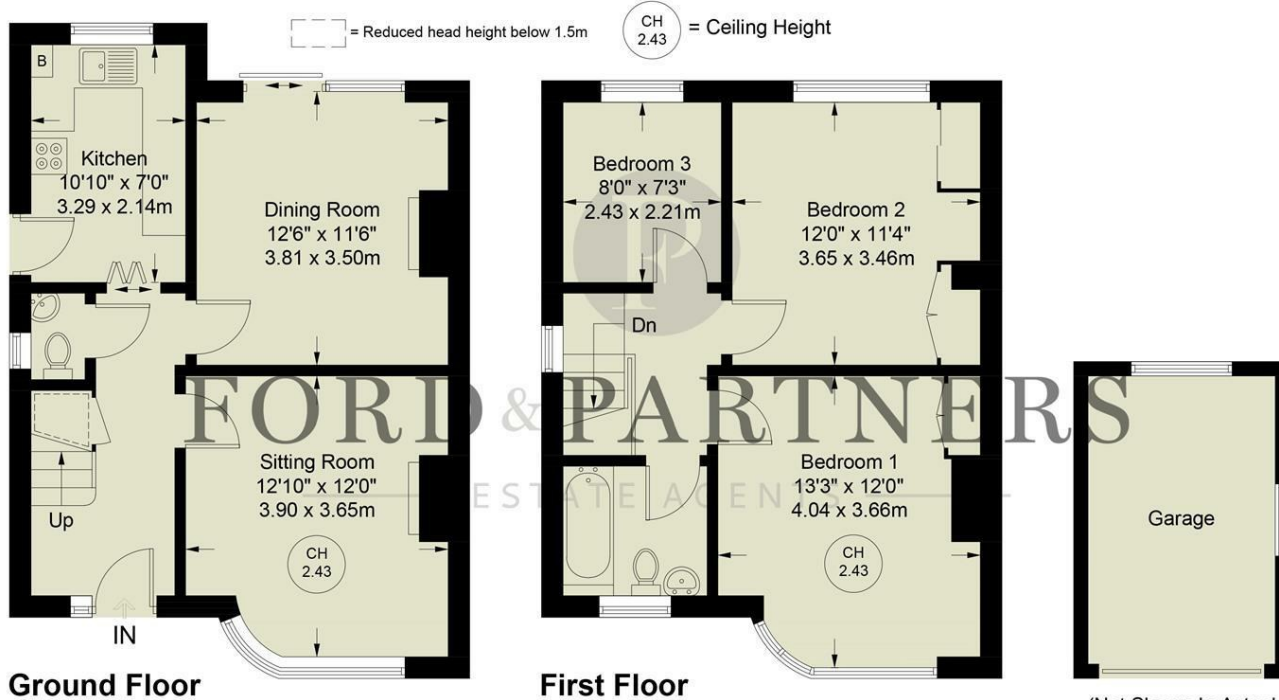 = Reduced head height below 1.5m
CH
2.43
= Ceiling Height
B
Kitchen
10'10" x 7'0"
3.29 x 2.14m
Dining Room
12'6" x 11'6"
3.81 x 3.50m
Bedroom 3
8'0" x 7'3"
2.43 x 2.21m
Bedroom 2
12'0" x 11'4"
3.65 x 3.46m
FP
Dn
FORD & PARTNERS
ESTATE AGENTS
Sitting Room
12'10" x 12'0"
3.90 x 3.65m
CH
2.43
Up
IN
Bedroom 1
13'3" x 12'0"
4.04 x 3.66m
CH
2.43
Garage
Ground Floor
First Floor